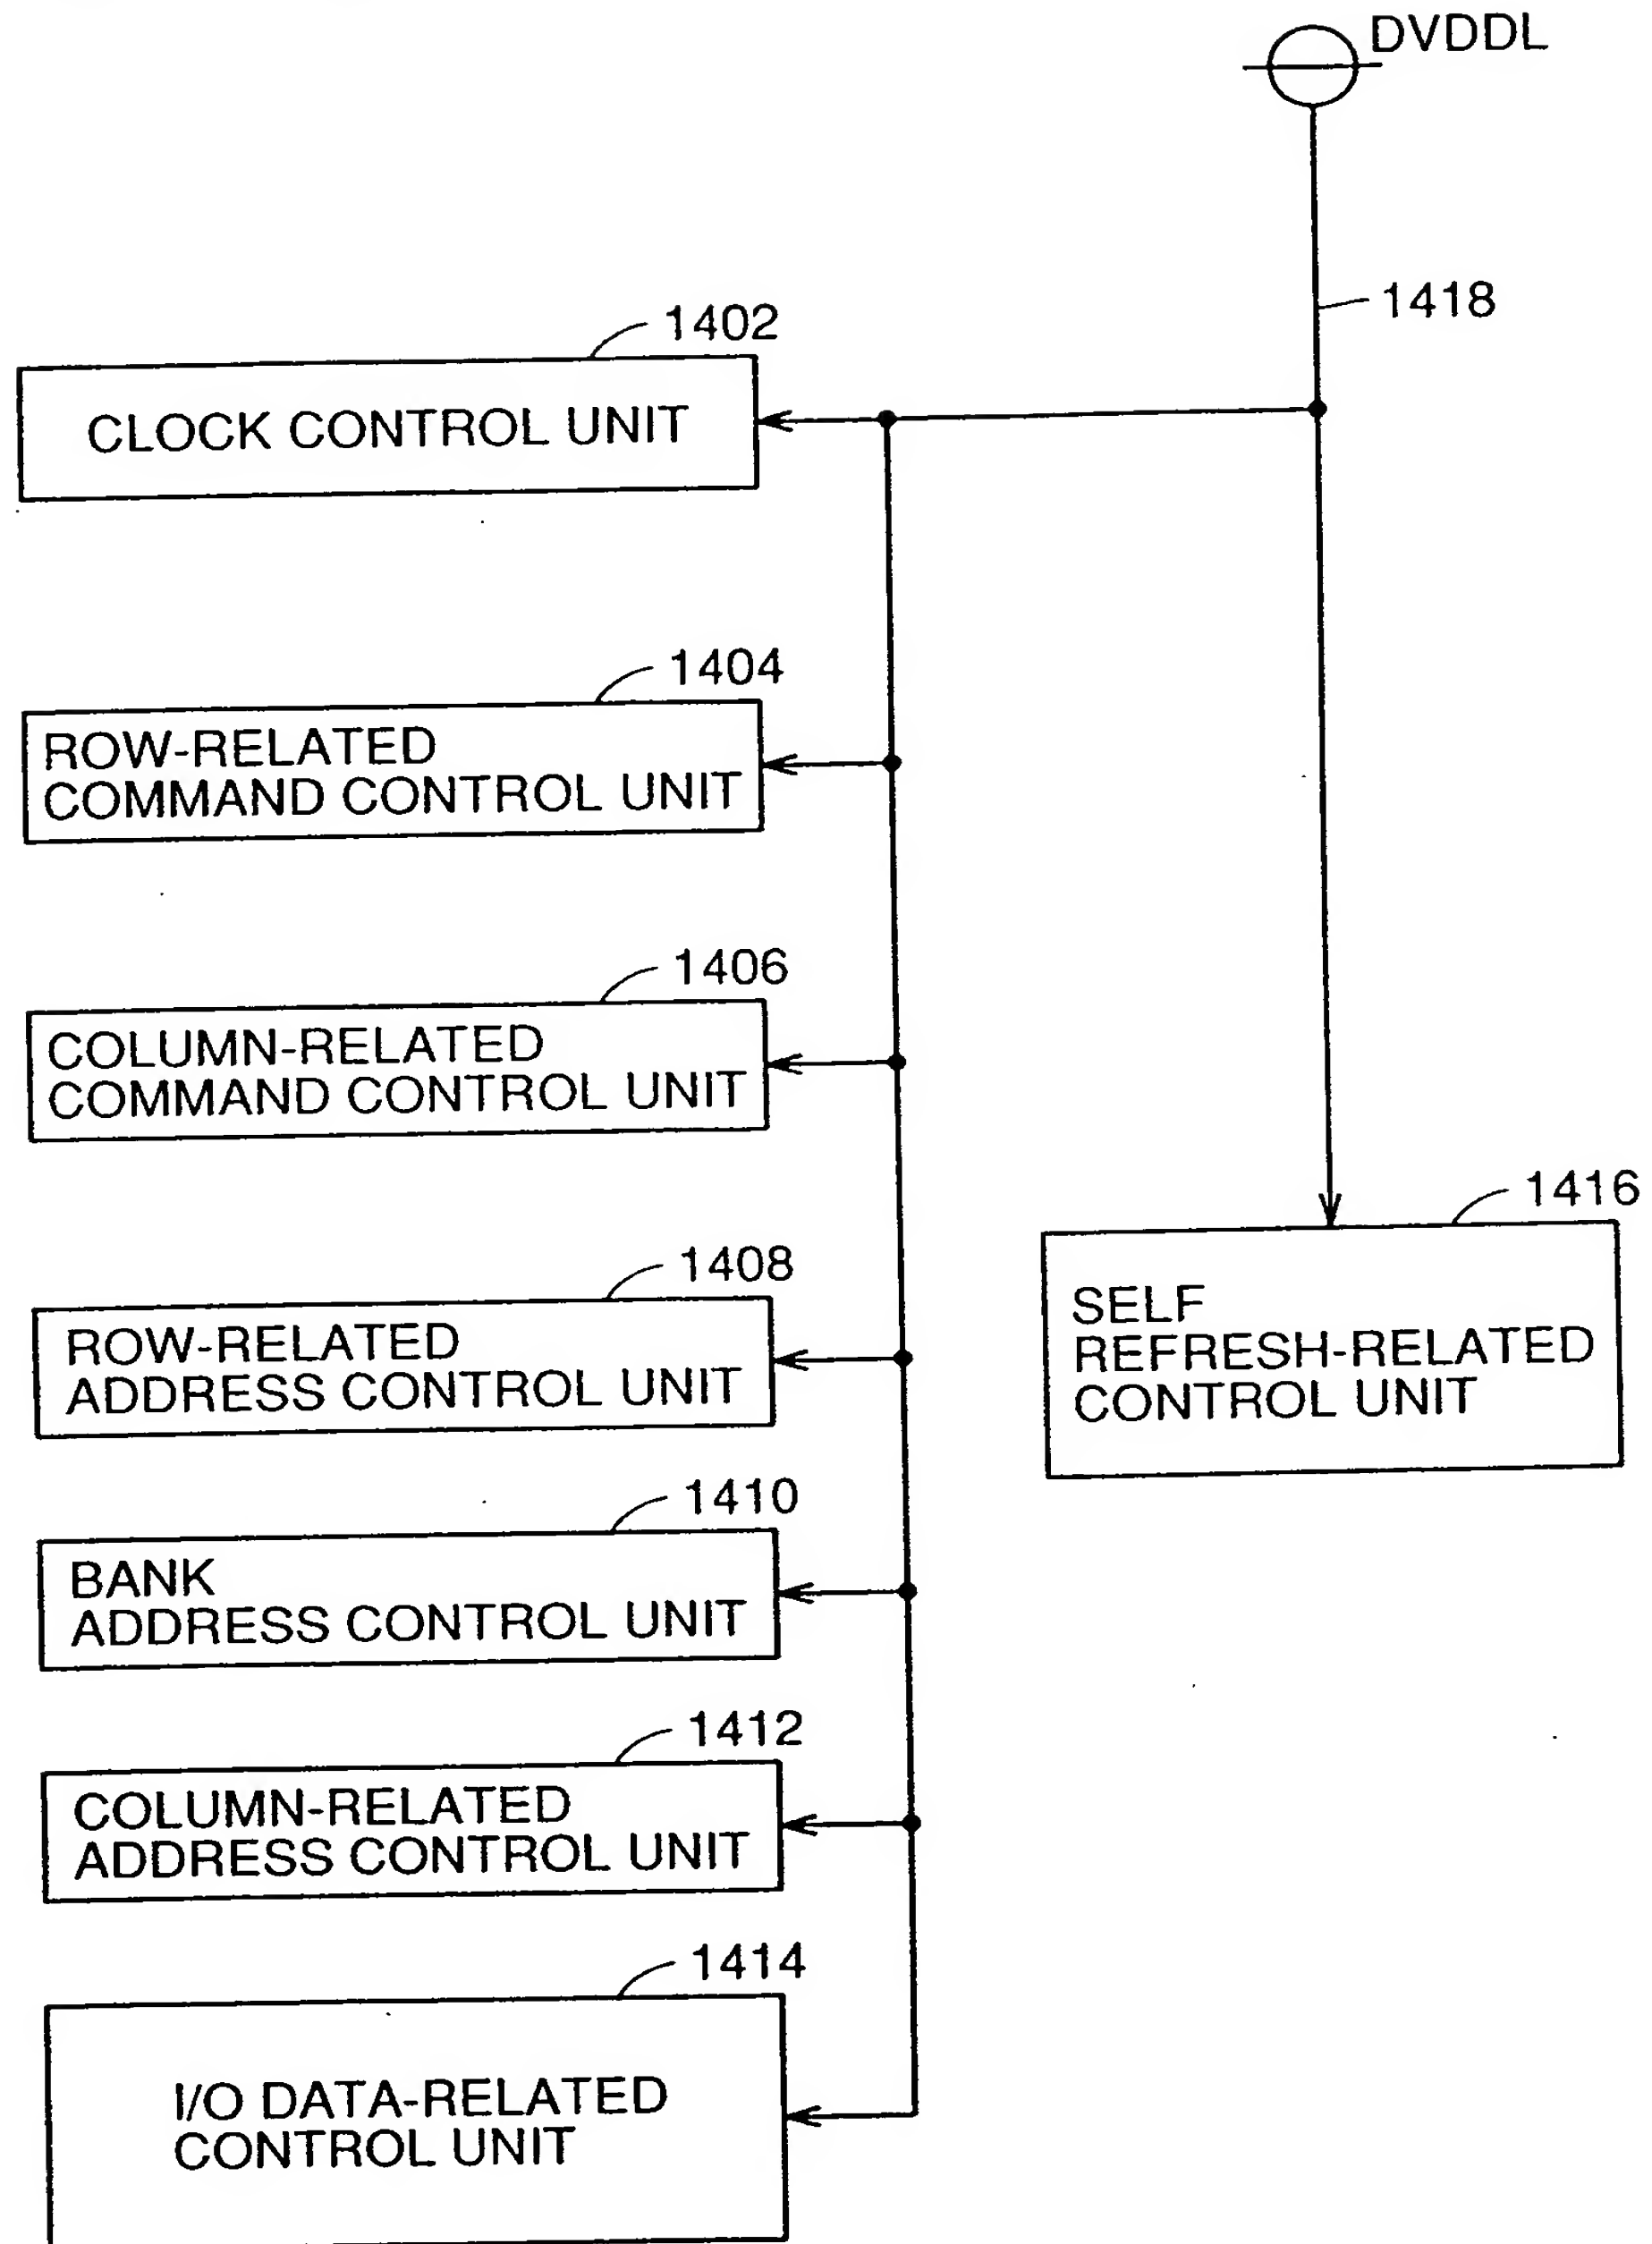 DVDDL
1418
1402
CLOCK CONTROL UNIT
1404
ROW-RELATED
COMMAND CONTROL UNIT
1406
COLUMN-RELATED
COMMAND CONTROL UNIT
1416
SELF
REFRESH-RELATED
CONTROL UNIT
1408
ROW-RELATED
ADDRESS CONTROL UNIT
1410
BANK
ADDRESS CONTROL UNIT
1412
COLUMN-RELATED
ADDRESS CONTROL UNIT
1414
I/O DATA-RELATED
CONTROL UNIT